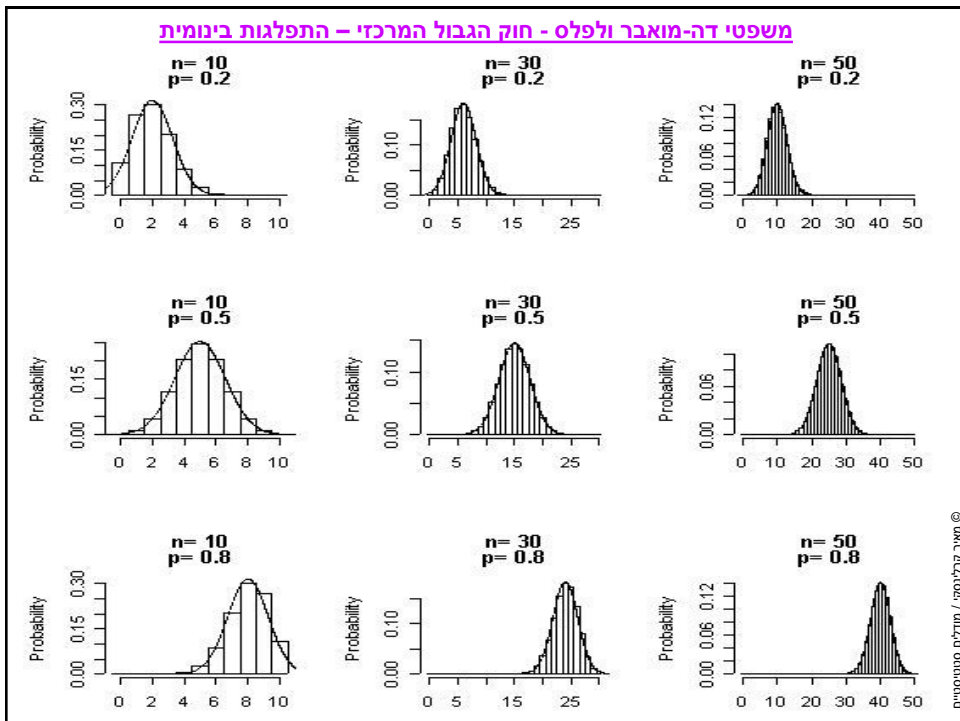 משפטי דה-מואבר ולפלס - חוק הגבול המרכזי – התפלגות בינומית
n= 10
p= 0.2
Probability
0.00 0.15 0.30
0 2 4 6 8 10
n= 30
p= 0.2
Probability
0.00 0.10
0 5 15 25
n= 50
p= 0.2
Probability
0.00 0.06 0.12
0 10 20 30 40 50
n= 10
p= 0.5
Probability
0.00 0.15
0 2 4 6 8 10
n= 30
p= 0.5
Probability
0.00 0.10
0 5 15 25
n= 50
p= 0.5
Probability
0.00 0.06
0 10 20 30 40 50
n= 10
p= 0.8
Probability
0.00 0.15 0.30
0 2 4 6 8 10
n= 30
p= 0.8
Probability
0.00 0.10
0 5 15 25
n= 50
p= 0.8
Probability
0.00 0.06 0.12
0 10 20 30 40 50
© מאיר / מודלים סטטיסטיים